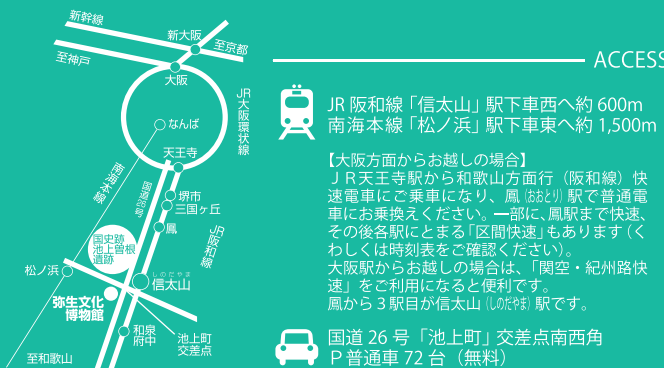 新幹線
新大阪
至京都
至神戸
大阪
JR大阪環状線
なんば
天王寺
南海本線
国道26号
堺市
三国ヶ丘
鳳
JR阪和線
国史跡
池上曽根
遺跡
松ノ浜
しのだやま
信太山
弥生文化
博物館
和泉
府中
池上町
交差点
至和歌山
ACCESS
JR 阪和線「信太山」駅下車西へ約 600m
南海本線「松ノ浜」駅下車東へ約 1,500m
【大阪方面からお越しの場合】
ＪＲ天王寺駅から和歌山方面行（阪和線）快
速電車にご乗車になり、鳳（おおとり）駅で普通電
車にお乗換えください。一部に、鳳駅まで快速、
その後各駅にとまる「区間快速」もあります（く
わしくは時刻表をご確認ください）。
大阪駅からお越しの場合は、「関空・紀州路快
速」をご利用になると便利です。
鳳から３駅目が信太山（しのだやま）駅です。
国道 26 号「池上町」交差点南西角
Ｐ普通車 72 台（無料）